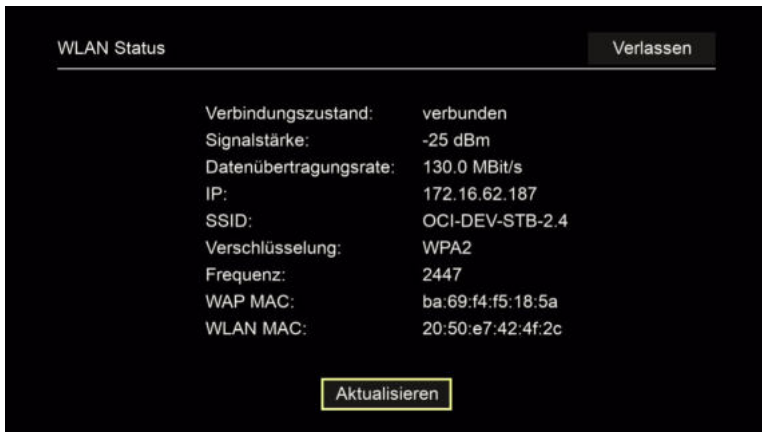 WLAN Status Verlassen
Verbindungszustand: verbunden
Signalstärke: -25 dBm
Datenübertragungsrate: 130.0 MBit/s
IP: 172.16.62.187
SSID: OCI-DEV-STB-2.4
Verschlüsselung: WPA2
Frequenz: 2447
WAP MAC: ba:69:f4:f5:18:5a
WLAN MAC: 20:50:e7:42:4f:2c
Aktualisieren